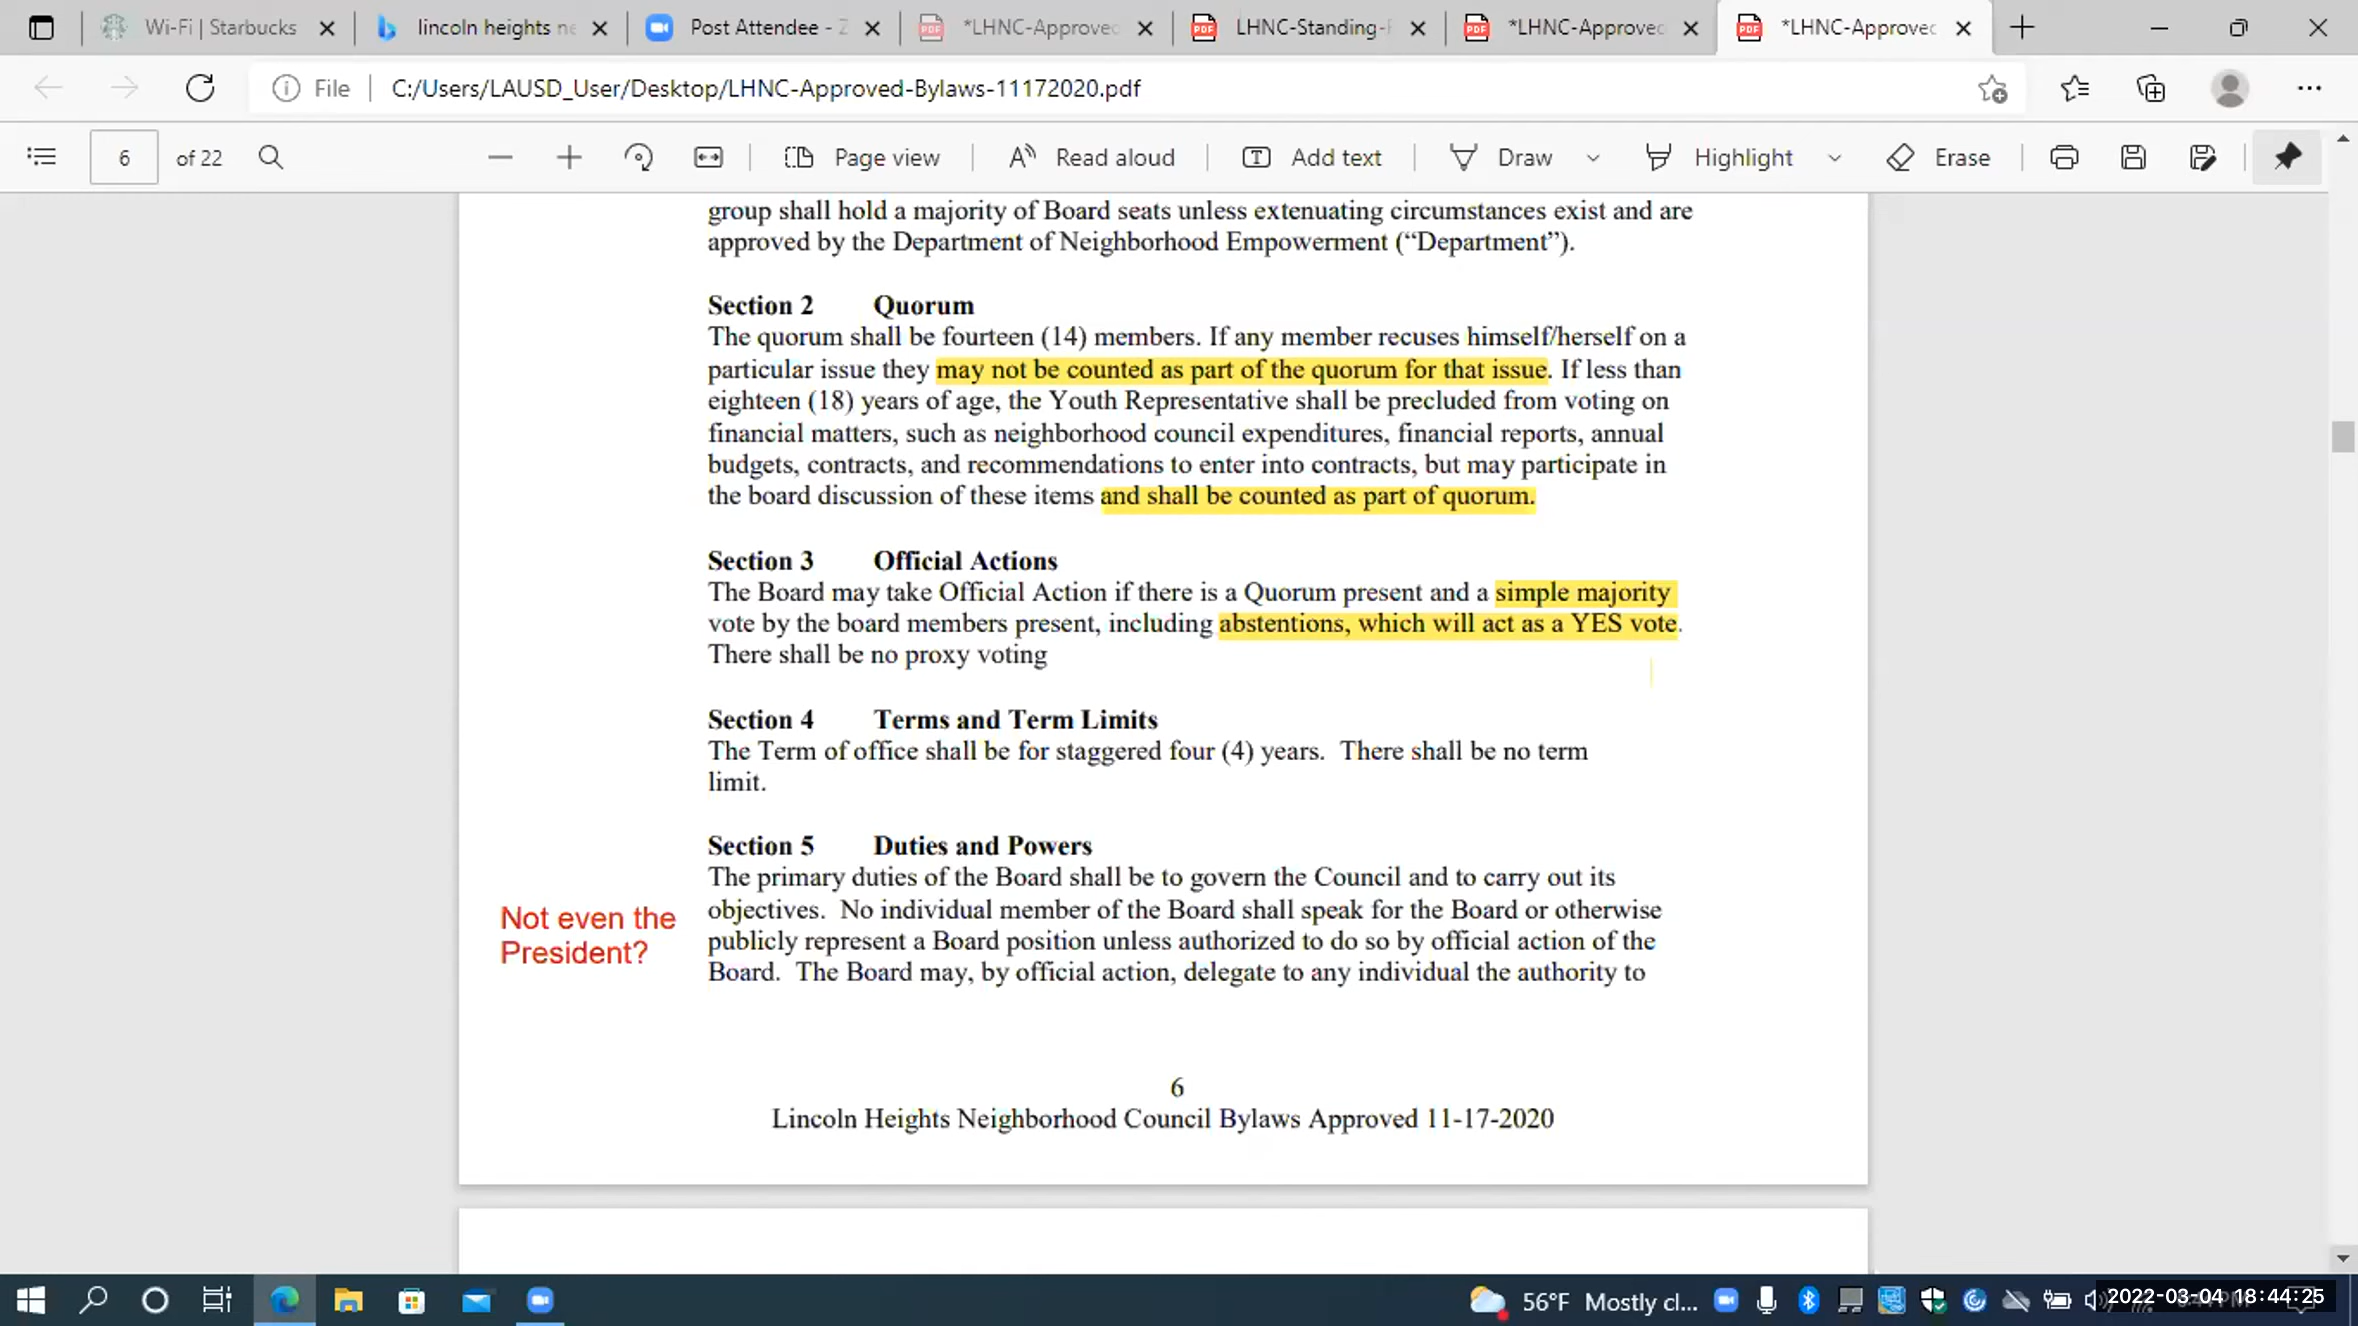 Wi-Fi | Starbucks
lincoln heights ne
Post Attendee - Z
*LHNC-Approved
LHNC-Standing-R
*LHNC-Approved
*LHNC-Approved
File
C:/Users/LAUSD_User/Desktop/LHNC-Approved-Bylaws-11172020.pdf
6 of 22
Page view
Read aloud
Add text
Draw
Highlight
Erase
group shall hold a majority of Board seats unless extenuating circumstances exist and are
approved by the Department of Neighborhood Empowerment (“Department”).
Section 2 Quorum
The quorum shall be fourteen (14) members. If any member recuses himself/herself on a
particular issue they may not be counted as part of the quorum for that issue. If less than
eighteen (18) years of age, the Youth Representative shall be precluded from voting on
financial matters, such as neighborhood council expenditures, financial reports, annual
budgets, contracts, and recommendations to enter into contracts, but may participate in
the board discussion of these items and shall be counted as part of quorum.
Section 3 Official Actions
The Board may take Official Action if there is a Quorum present and a simple majority
vote by the board members present, including abstentions, which will act as a YES vote.
There shall be no proxy voting
Section 4 Terms and Term Limits
The Term of office shall be for staggered four (4) years. There shall be no term
limit.
Section 5 Duties and Powers
The primary duties of the Board shall be to govern the Council and to carry out its
objectives. No individual member of the Board shall speak for the Board or otherwise
publicly represent a Board position unless authorized to do so by official action of the
Board. The Board may, by official action, delegate to any individual the authority to
Not even the
President?
6
Lincoln Heights Neighborhood Council Bylaws Approved 11-17-2020
56°F Mostly cl...
2022-03-04 18:44:25